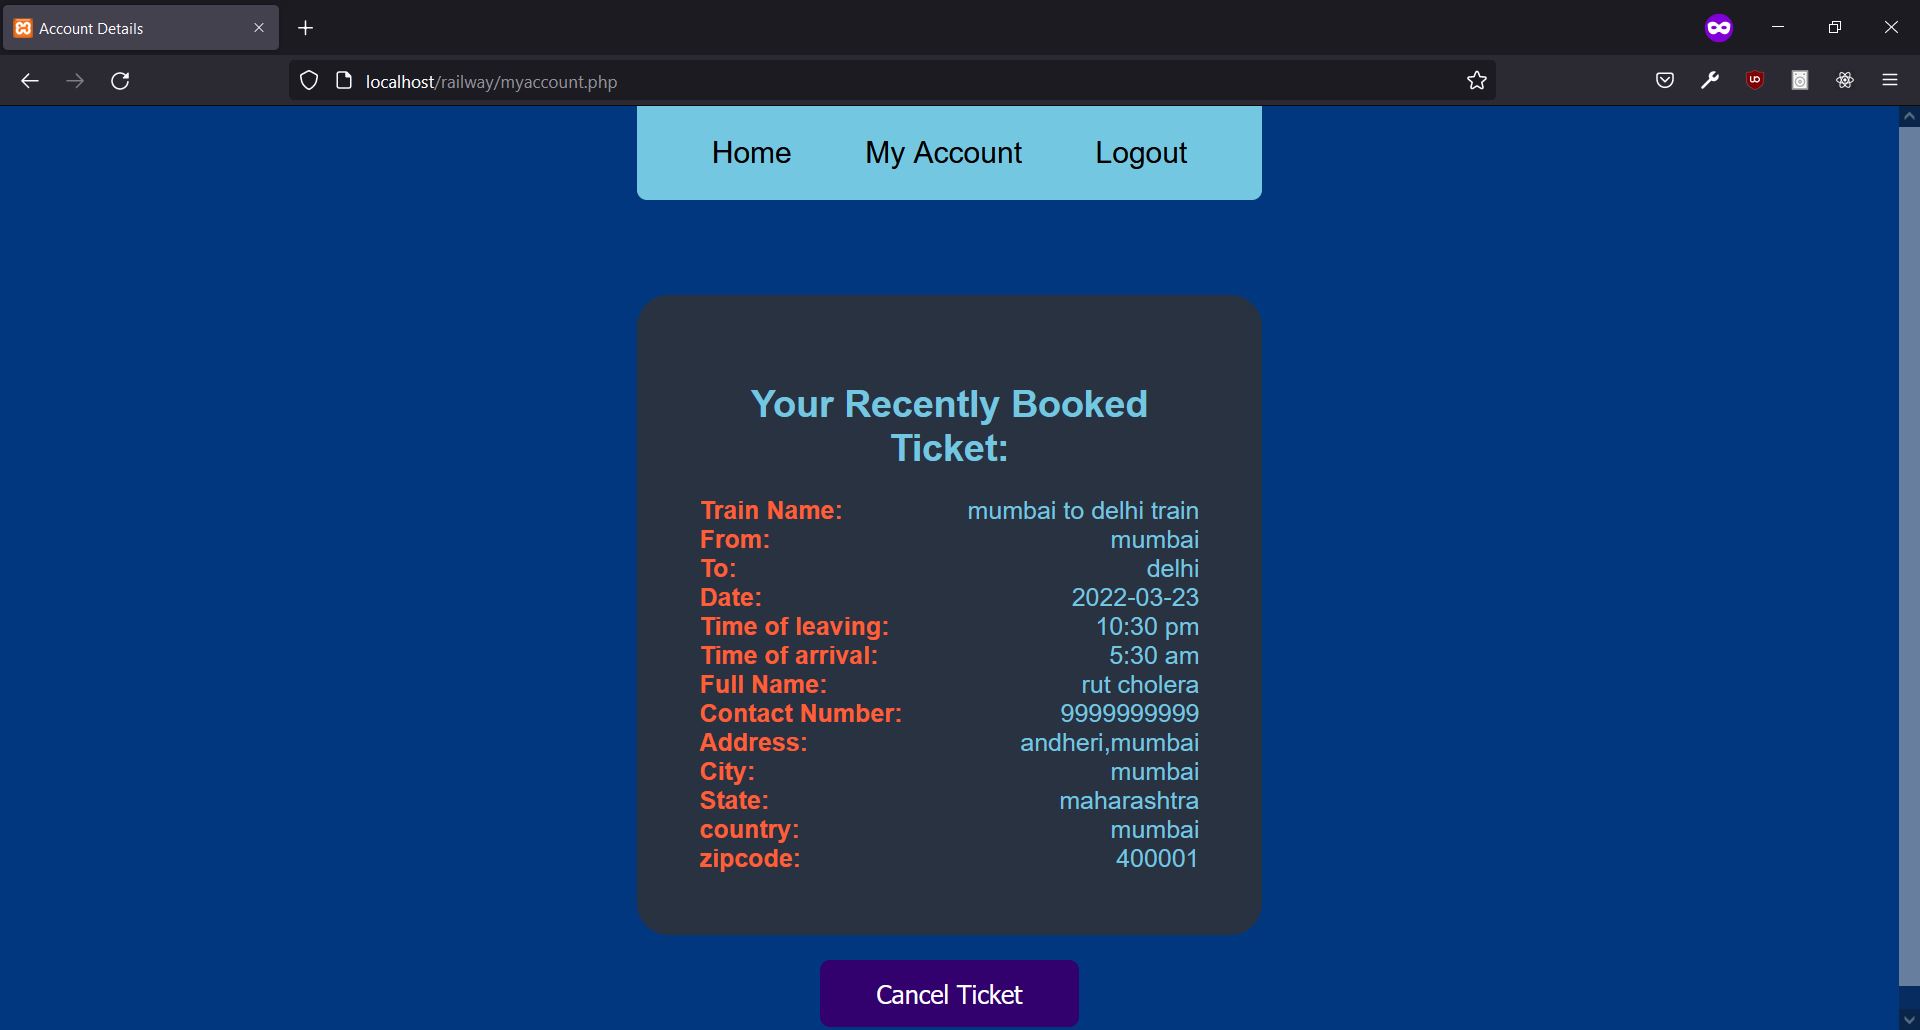 Account Details
localhost/railway/myaccount.php
Home My Account Logout
Your Recently Booked
Ticket:
Train Name: mumbai to delhi train
From: mumbai
To: delhi
Date: 2022-03-23
Time of leaving: 10:30 pm
Time of arrival: 5:30 am
Full Name: rut cholera
Contact Number: 9999999999
Address: andheri,mumbai
City: mumbai
State: maharashtra
country: mumbai
zipcode: 400001
Cancel Ticket